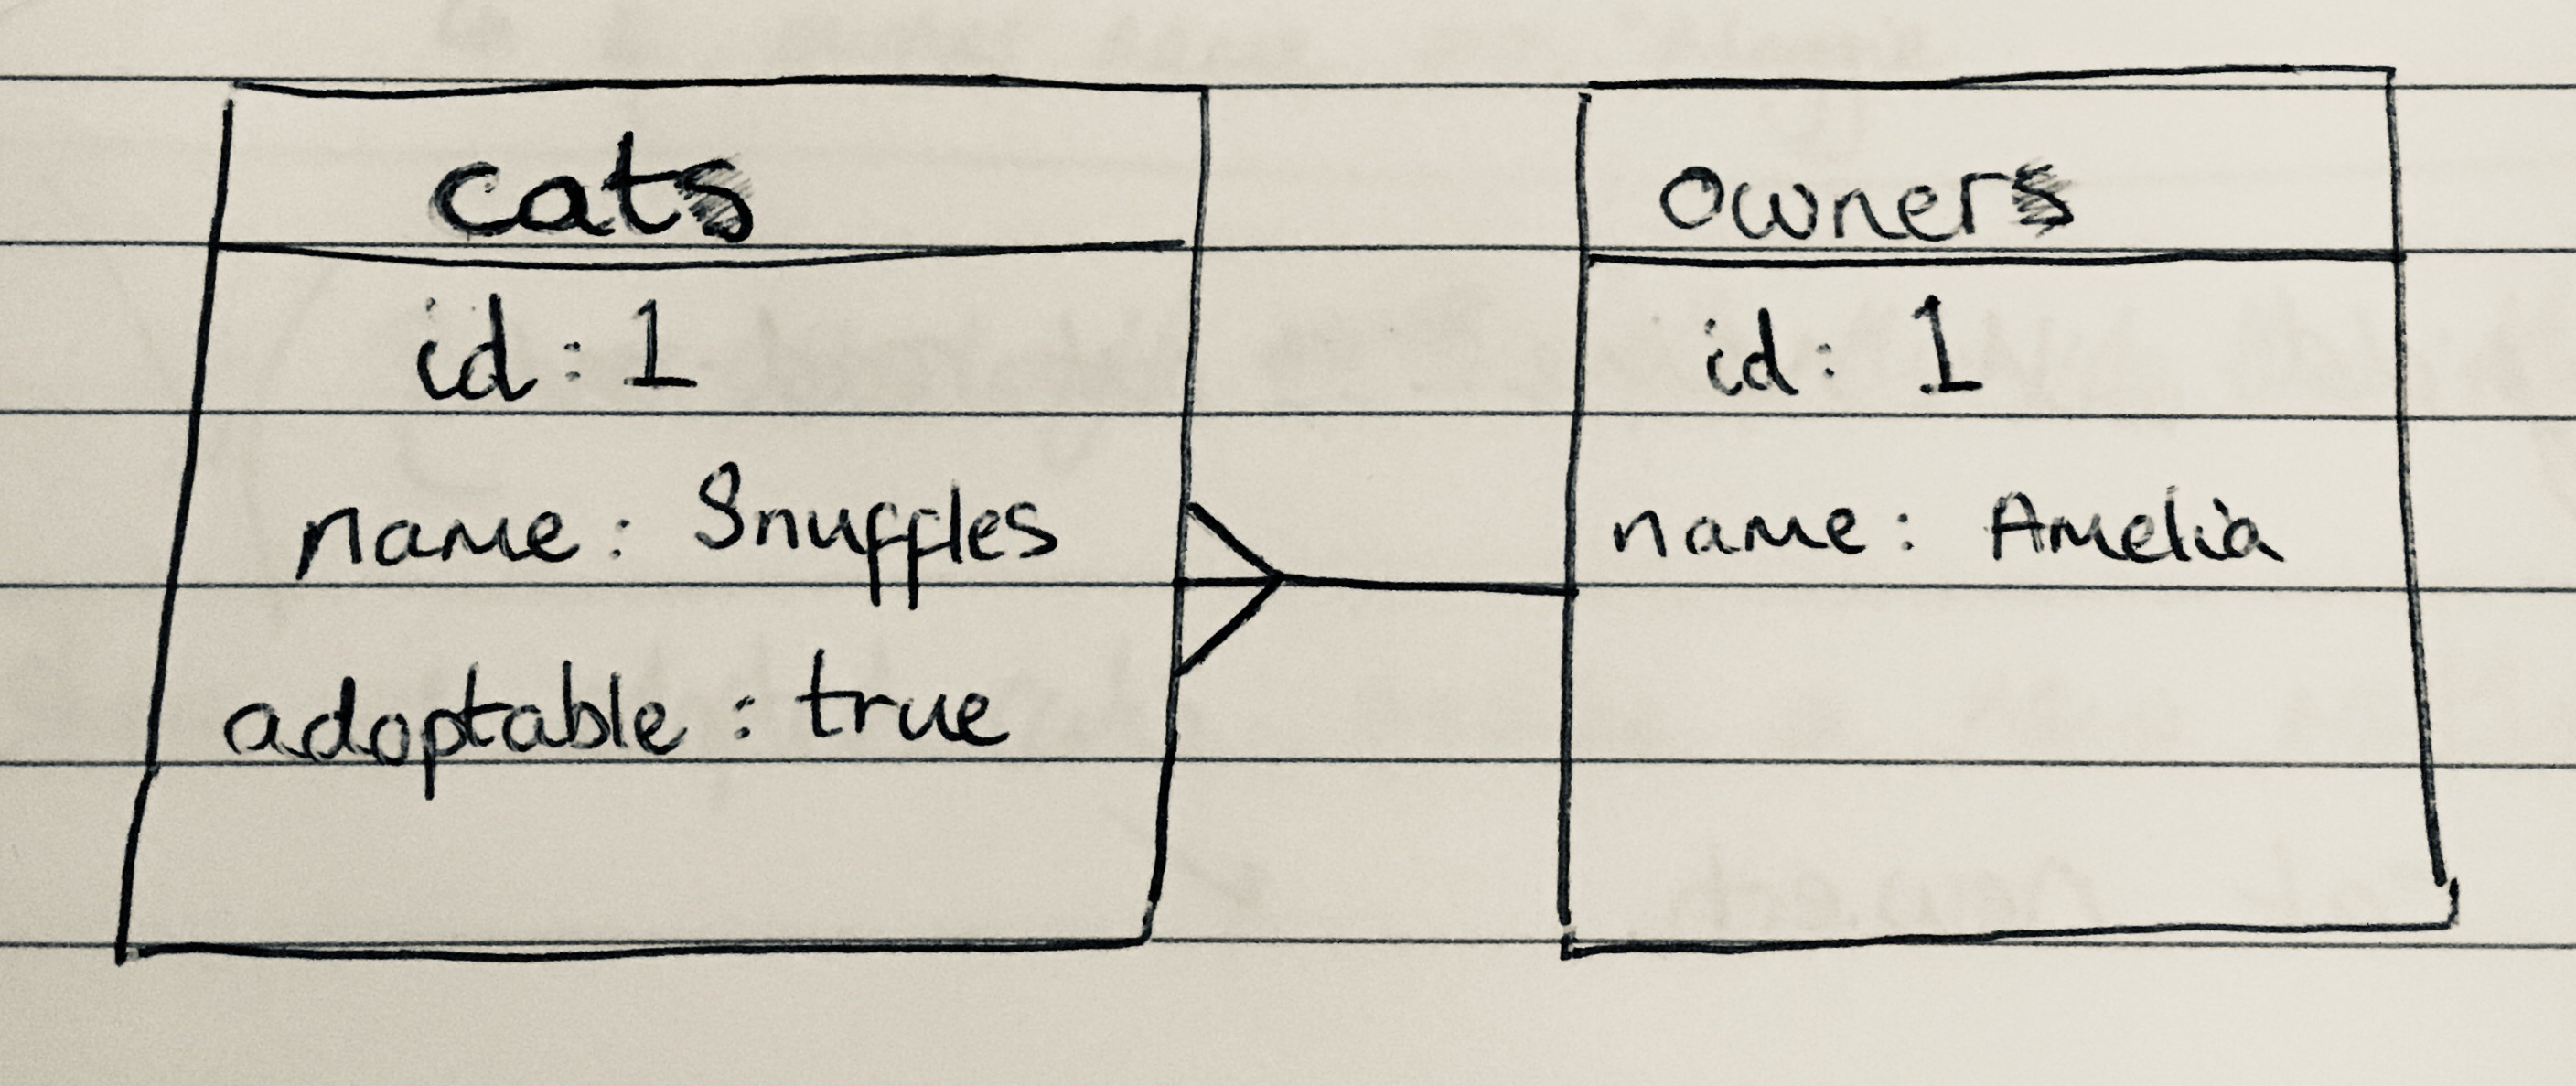 cats
id: 1
name: Snuffles
adoptable: true
owners
id: 1
name: Amelia